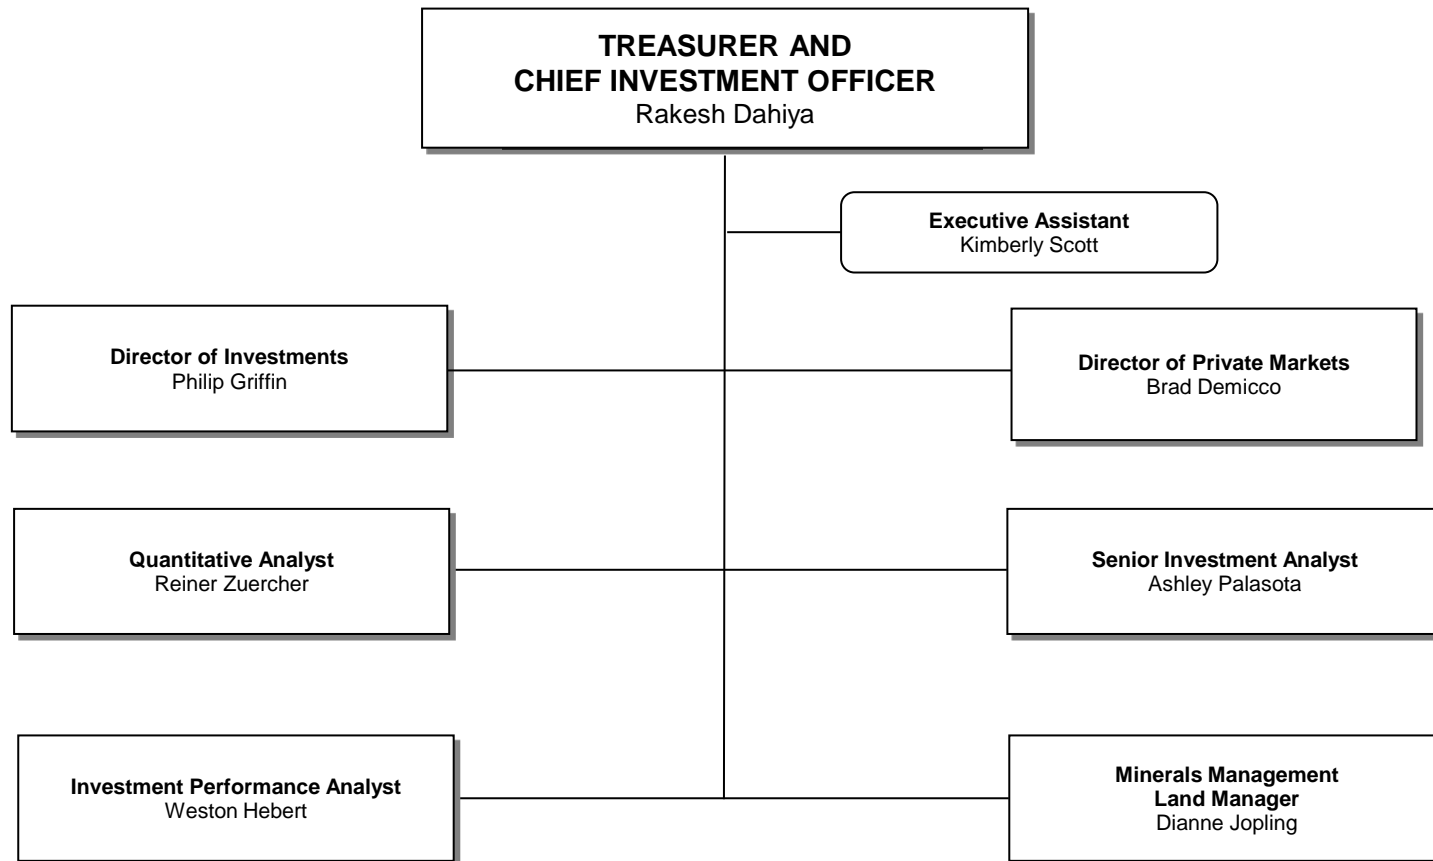 TREASURER AND
CHIEF INVESTMENT OFFICER
Rakesh Dahiya
Executive Assistant
Kimberly Scott
Director of Investments
Philip Griffin
Director of Private Markets
Brad Demicco
Quantitative Analyst
Reiner Zuercher
Senior Investment Analyst
Ashley Palasota
Investment Performance Analyst
Weston Hebert
Minerals Management
Land Manager
Dianne Jopling